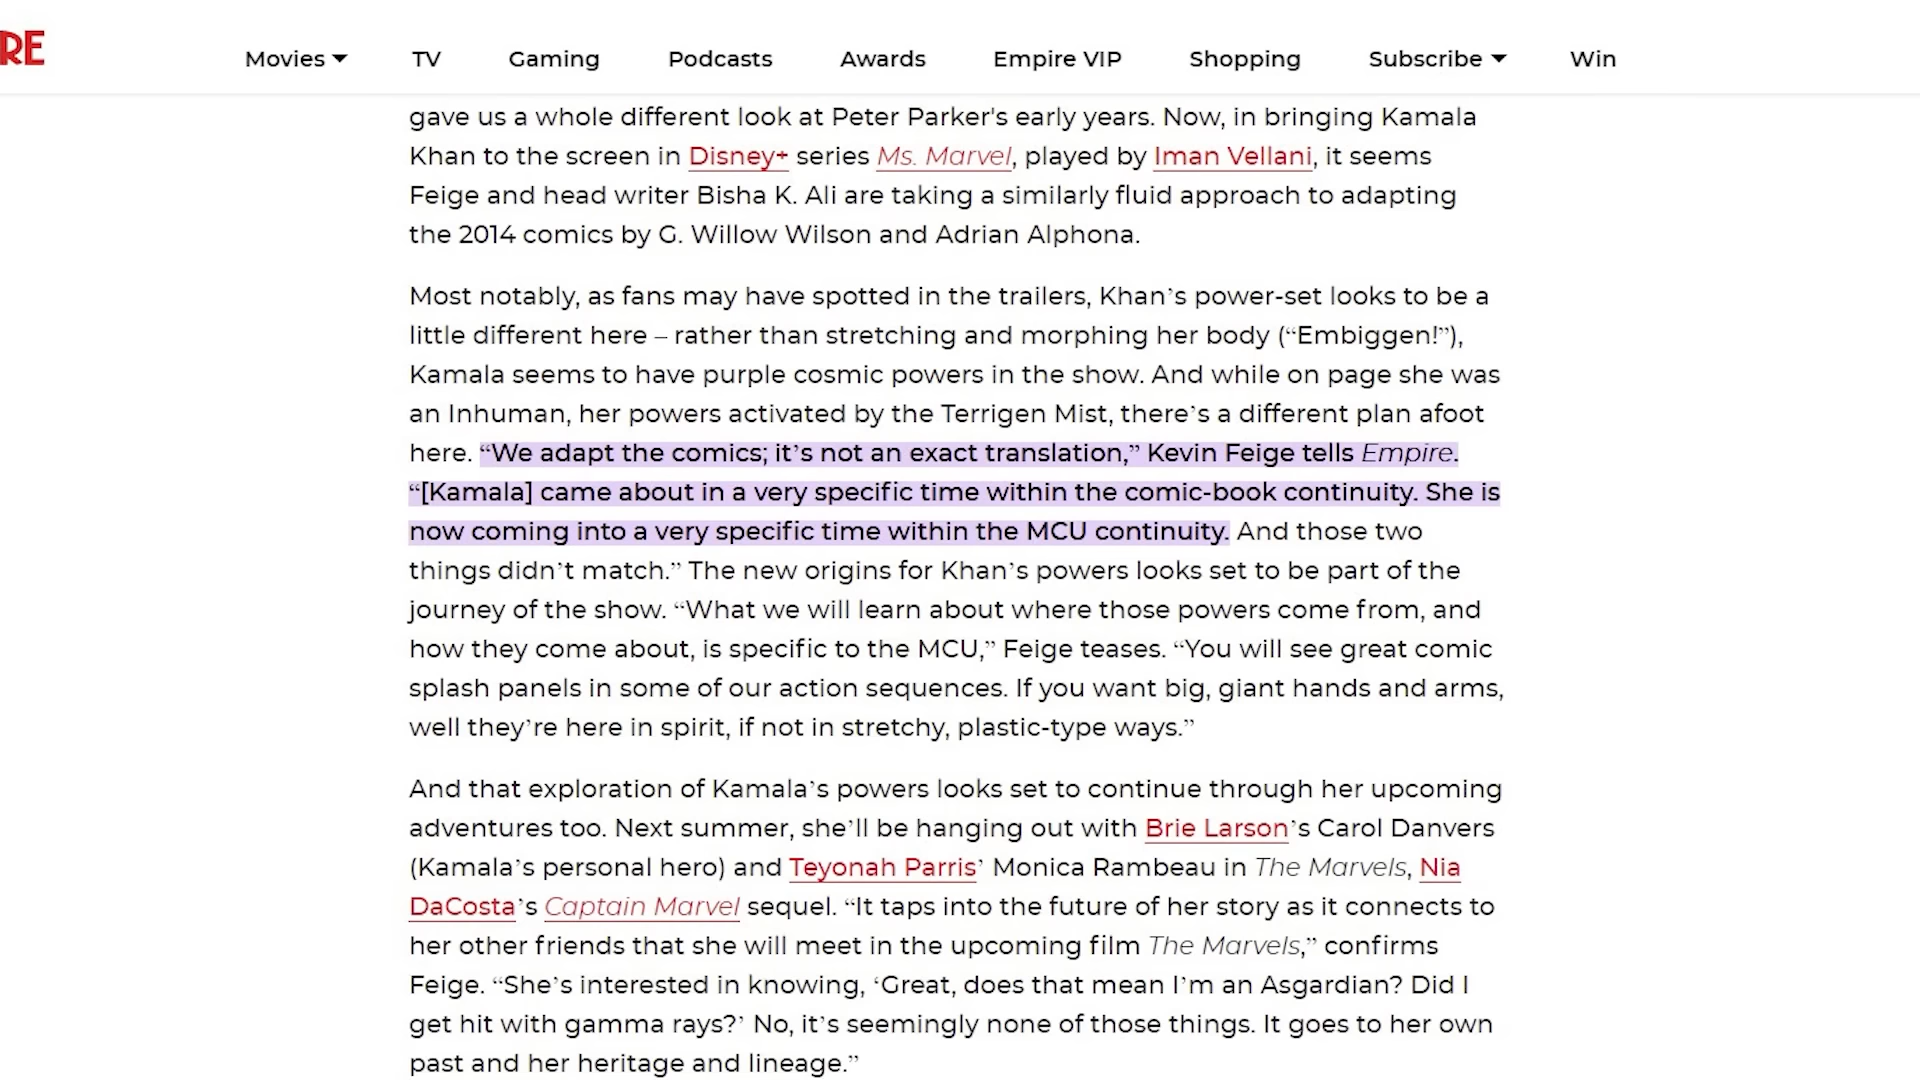 RE
Movies TV Gaming Podcasts Awards Empire VIP Shopping Subscribe Win
gave us a whole different look at Peter Parker's early years. Now, in bringing Kamala
Khan to the screen in Disney+ series Ms. Marvel, played by Iman Vellani, it seems
Feige and head writer Bisha K. Ali are taking a similarly fluid approach to adapting
the 2014 comics by G. Willow Wilson and Adrian Alphona.
Most notably, as fans may have spotted in the trailers, Khan’s power-set looks to be a
little different here – rather than stretching and morphing her body (“Embiggen!”),
Kamala seems to have purple cosmic powers in the show. And while on page she was
an Inhuman, her powers activated by the Terrigen Mist, there’s a different plan afoot
here. “We adapt the comics; it’s not an exact translation,” Kevin Feige tells Empire.
“[Kamala] came about in a very specific time within the comic-book continuity. She is
now coming into a very specific time within the MCU continuity. And those two
things didn’t match.” The new origins for Khan’s powers looks set to be part of the
journey of the show. “What we will learn about where those powers come from, and
how they come about, is specific to the MCU,” Feige teases. “You will see great comic
splash panels in some of our action sequences. If you want big, giant hands and arms,
well they’re here in spirit, if not in stretchy, plastic-type ways.”
And that exploration of Kamala’s powers looks set to continue through her upcoming
adventures too. Next summer, she’ll be hanging out with Brie Larson’s Carol Danvers
(Kamala’s personal hero) and Teyonah Parris’ Monica Rambeau in The Marvels, Nia
DaCosta’s Captain Marvel sequel. “It taps into the future of her story as it connects to
her other friends that she will meet in the upcoming film The Marvels,” confirms
Feige. “She’s interested in knowing, ‘Great, does that mean I’m an Asgardian? Did I
get hit with gamma rays?’ No, it’s seemingly none of those things. It goes to her own
past and her heritage and lineage.”